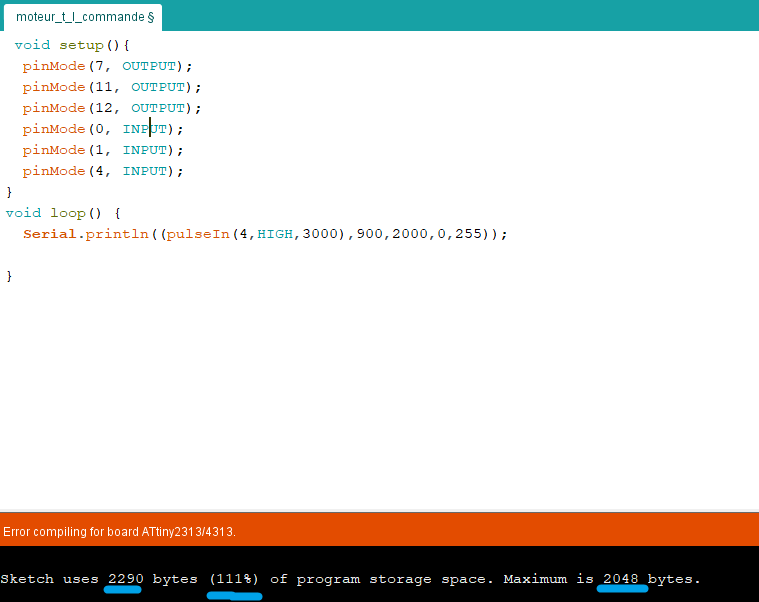 moteur_t_l_commande §
void setup(){
pinMode(7, OUTPUT);
pinMode(11, OUTPUT);
pinMode(12, OUTPUT);
pinMode(0, INPUT);
pinMode(1, INPUT);
pinMode(4, INPUT);
}
void loop() {
Serial.println((pulseIn(4,HIGH,3000),900,2000,0,255));
}
Error compiling for board ATtiny2313/4313.
Sketch uses 2290 bytes (111%) of program storage space. Maximum is 2048 bytes.